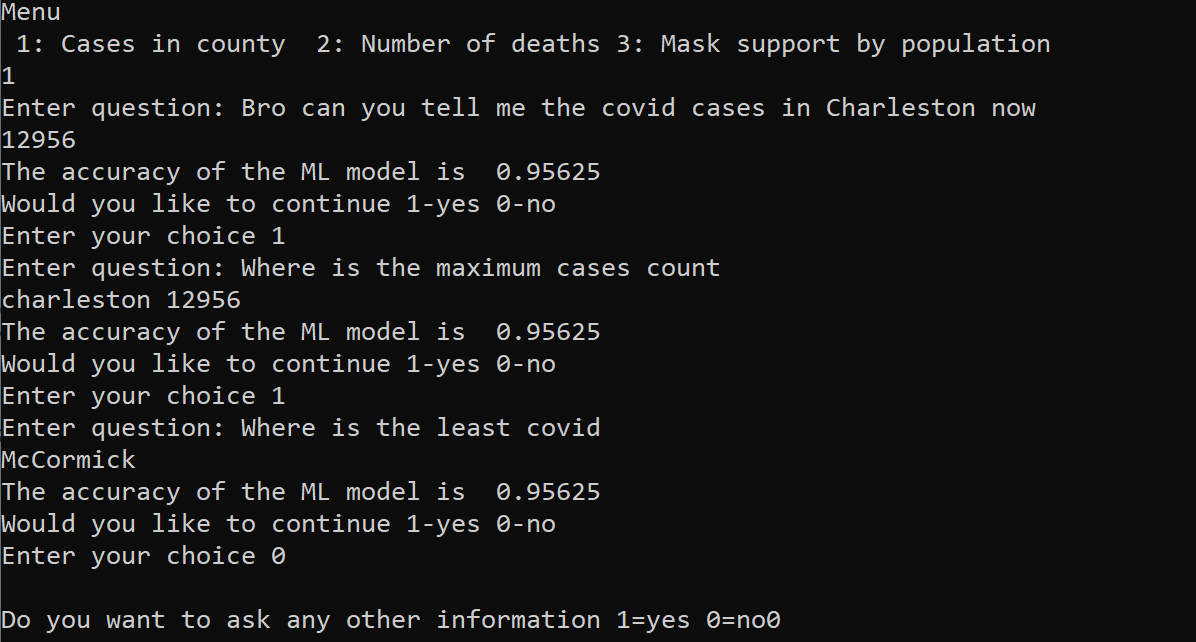 Menu
 1: Cases in county  2: Number of deaths 3: Mask support by population
1
Enter question: Bro can you tell me the covid cases in Charleston now
12956
The accuracy of the ML model is  0.95625
Would you like to continue 1-yes 0-no
Enter your choice 1
Enter question: Where is the maximum cases count
charleston 12956
The accuracy of the ML model is  0.95625
Would you like to continue 1-yes 0-no
Enter your choice 1
Enter question: Where is the least covid
McCormick
The accuracy of the ML model is  0.95625
Would you like to continue 1-yes 0-no
Enter your choice 0

Do you want to ask any other information 1=yes 0=no0